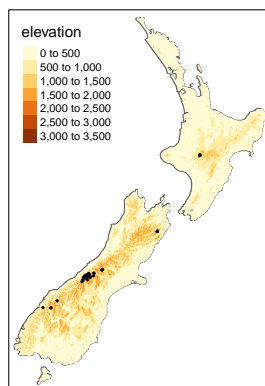 elevation
0 to 500
500 to 1,000
1,000 to 1,500
1,500 to 2,000
2,000 to 2,500
2,500 to 3,000
3,000 to 3,500